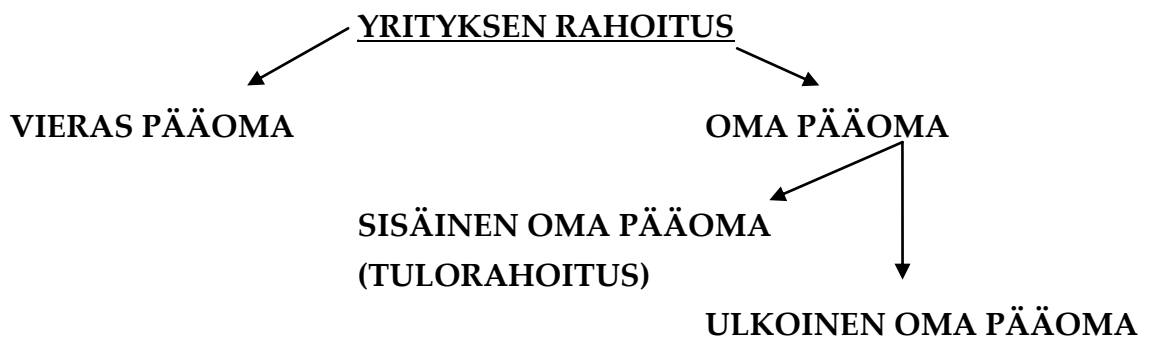 YRITYKSEN RAHOITUS
VIERAS PÄÄOMA
OMA PÄÄOMA
SISÄINEN OMA PÄÄOMA
(TULORAHOITUS)
ULKOINEN OMA PÄÄOMA